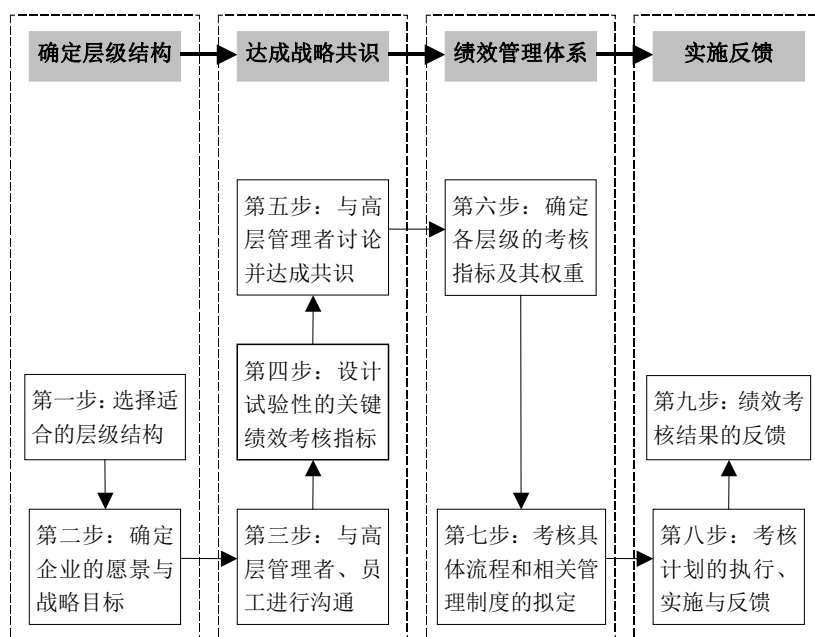 确定层级结构
达成战略共识
绩效管理体系
实施反馈
第一步：选择适
合的层级结构
第二步：确定
企业的愿景与
战略目标
第三步：与高
层管理者、员
工进行沟通
第四步：设计
试验性的关键
绩效考核指标
第五步：与高
层管理者讨论
并达成共识
第六步：确定
各层级的考核
指标及其权重
第七步：考核具
体流程和相关管
理制度的拟定
第八步：考核
计划的执行、
实施与反馈
第九步：绩效考
核结果的反馈